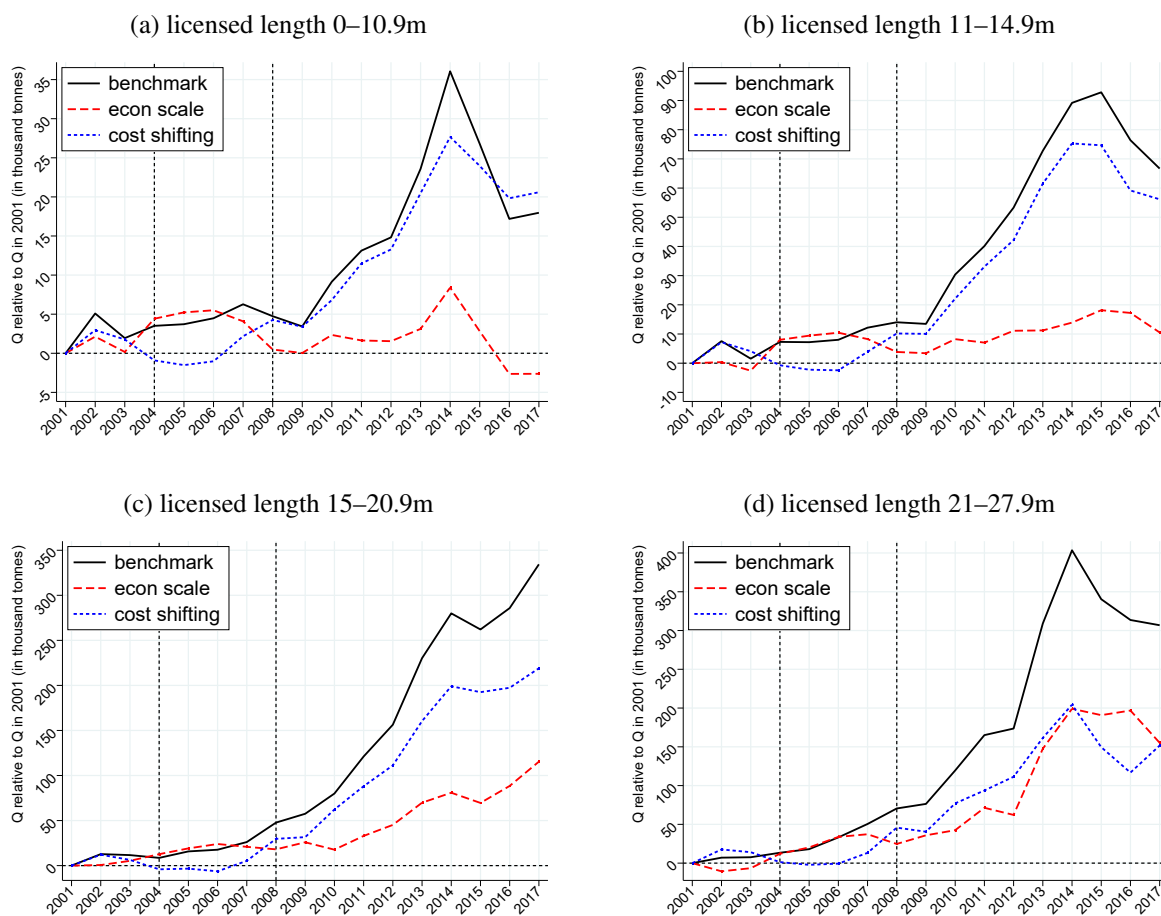 (a) licensed length 0–10.9m
Q relative to Q in 2001 (in thousand tonnes)
35
30
25
20
15
10
5
0
5
benchmark
econ scale
cost shifting
2001 2002 2003 2004 2005 2006 2007 2008 2009 2010 2011 2012 2013 2014 2015 2016 2017
(b) licensed length 11–14.9m
Q relative to Q in 2001 (in thousand tonnes)
100
90
80
70
60
50
40
30
20
10
0
-10
benchmark
econ scale
cost shifting
2001 2002 2003 2004 2005 2006 2007 2008 2009 2010 2011 2012 2013 2014 2015 2016 2017
(c) licensed length 15–20.9m
Q relative to Q in 2001 (in thousand tonnes)
350
300
250
200
150
100
50
0
benchmark
econ scale
cost shifting
2001 2002 2003 2004 2005 2006 2007 2008 2009 2010 2011 2012 2013 2014 2015 2016 2017
(d) licensed length 21–27.9m
Q relative to Q in 2001 (in thousand tonnes)
400
350
300
250
200
150
100
50
0
benchmark
econ scale
cost shifting
2001 2002 2003 2004 2005 2006 2007 2008 2009 2010 2011 2012 2013 2014 2015 2016 2017